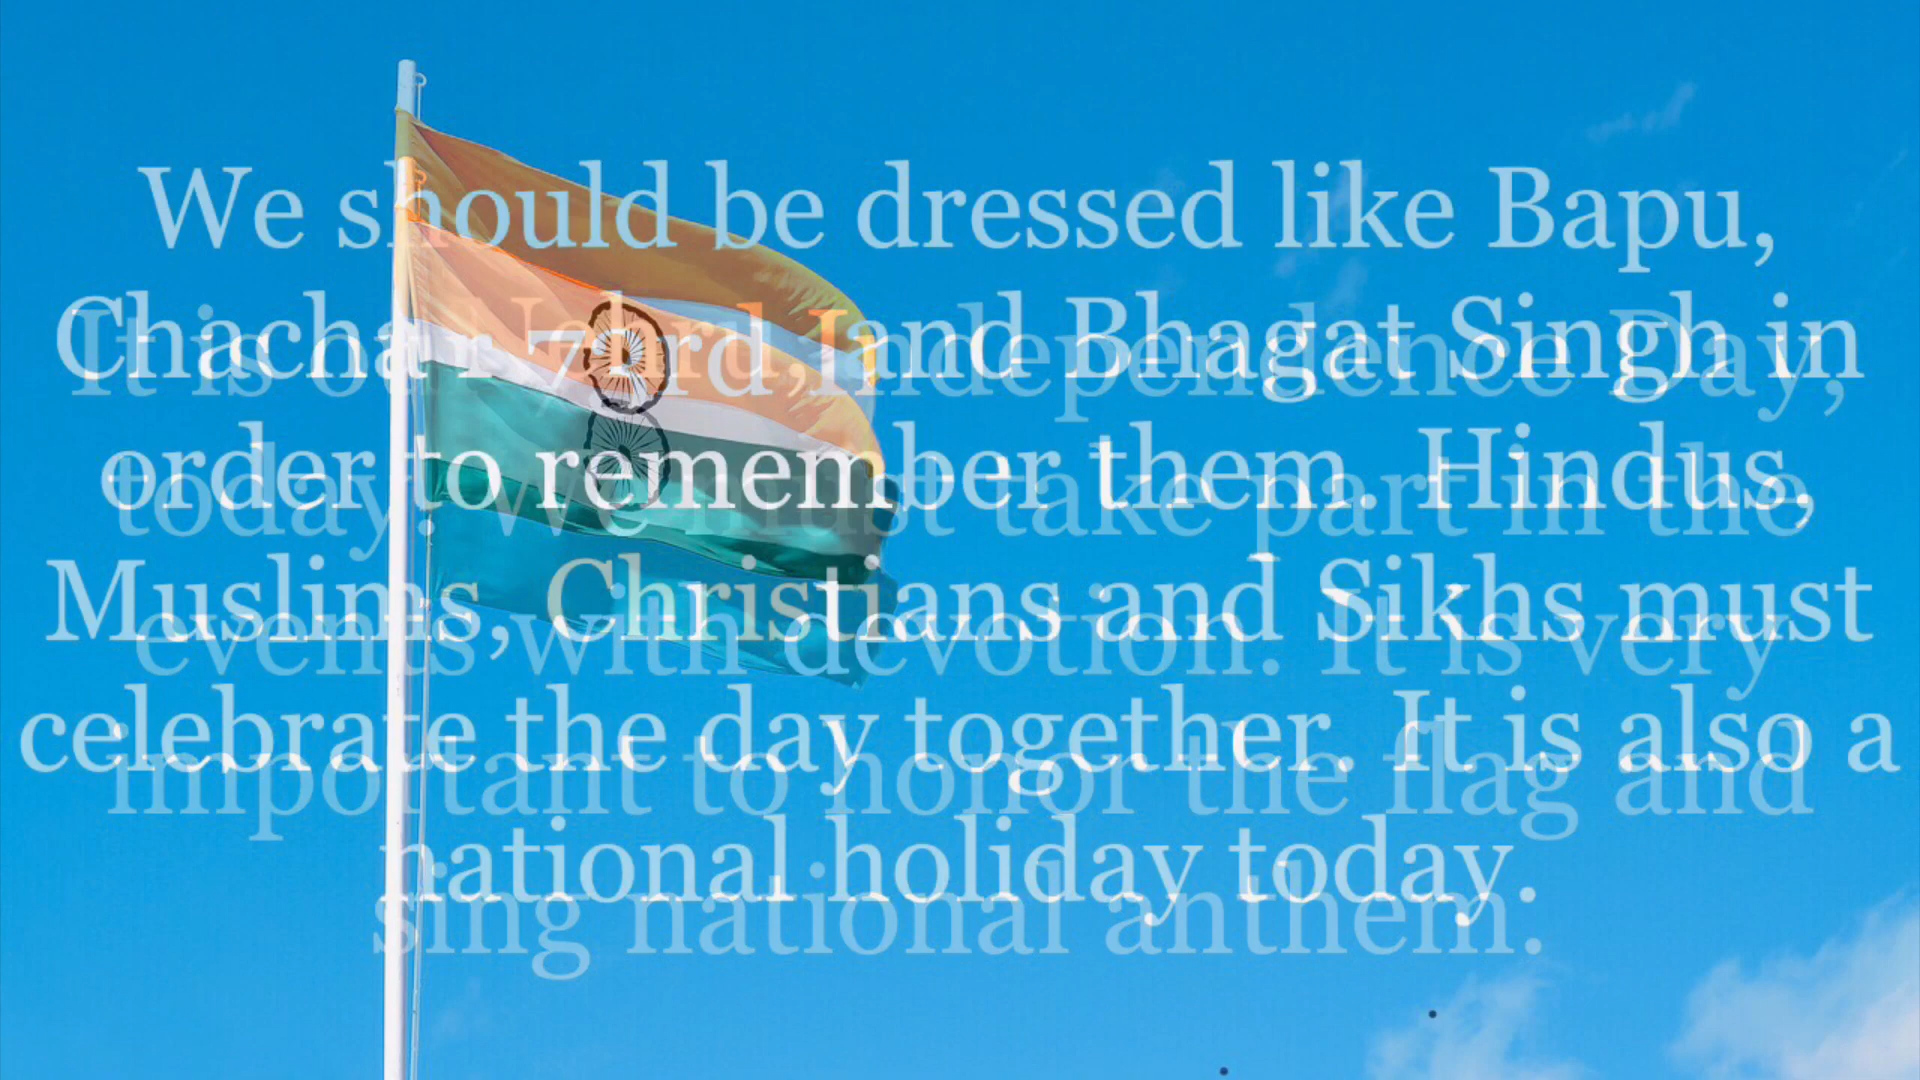 We should be dressed like Bapu,
Chacha Nehrd, and Bhagat Singh in
order to remember them. Hindus,
Muslims, Christians and Sikhs must
celebrate the day together. It is also a
national holiday today.
It is our 73rd Independence Day,
today. We must take part in the
events with devotion. It is very
important to honor the flag and
sing national anthem.